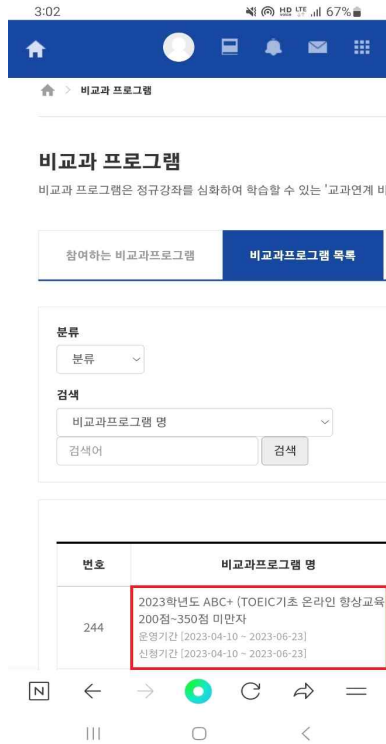 3:02
HD LTE 67%
비교과 프로그램
비교과 프로그램
비교과 프로그램은 정규강좌를 심화하여 학습할 수 있는 '교과연계 비
참여하는 비교과프로그램
비교과프로그램 목록
분류
분류
검색
비교과프로그램 명
검색어 검색
번호 비교과프로그램 명
2023학년도 ABC+ (TOEIC기초 온라인 향상교육
244 200점~350점 미만자
운영기간 [2023-04-10 ~ 2023-06-23]
신청기간 [2023-04-10 ~ 2023-06-23]
N